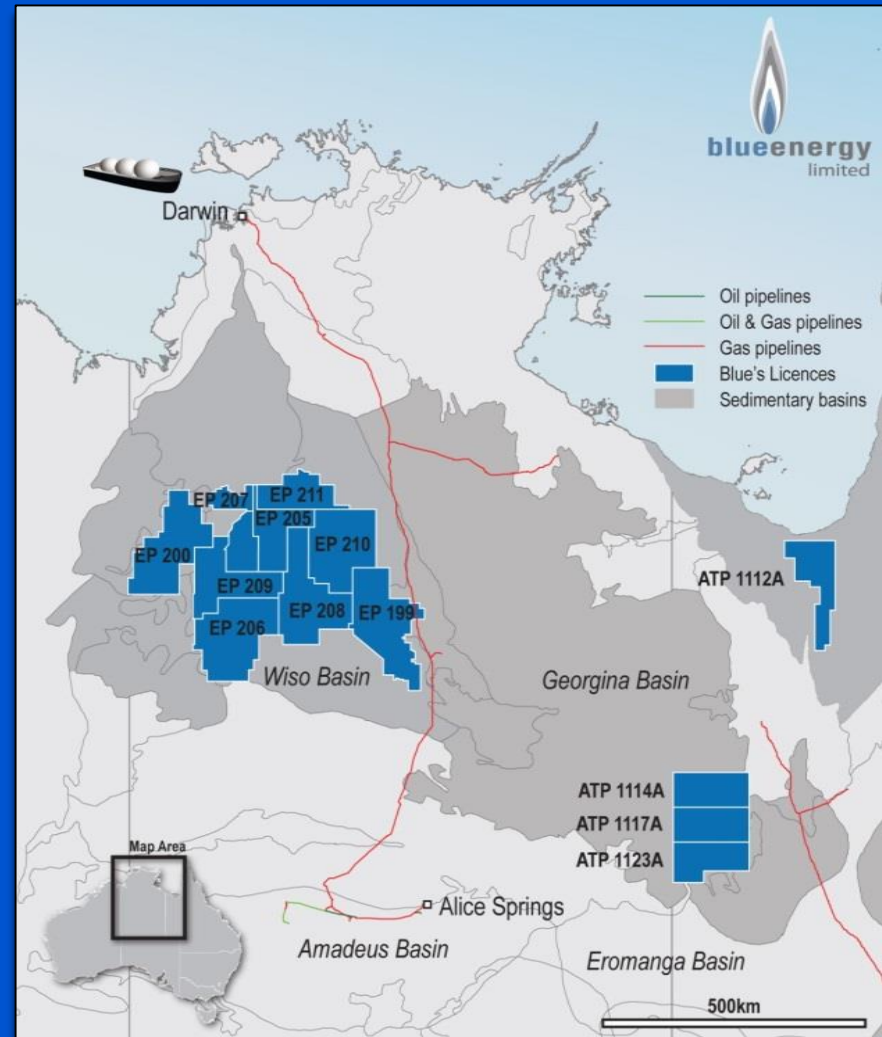 blueenergy
limited
Darwin
Oil pipelines
Oil & Gas pipelines
Gas pipelines
Blue's Licences
Sedimentary basins
EP 207
EP 211
EP 205
EP 200
EP 210
ATP 1112A
EP 209
EP 208
EP 199
EP 206
Wiso Basin
Georgina Basin
ATP 1114A
ATP 1117A
ATP 1123A
Map Area
Alice Springs
Amadeus Basin
Eromanga Basin
500km